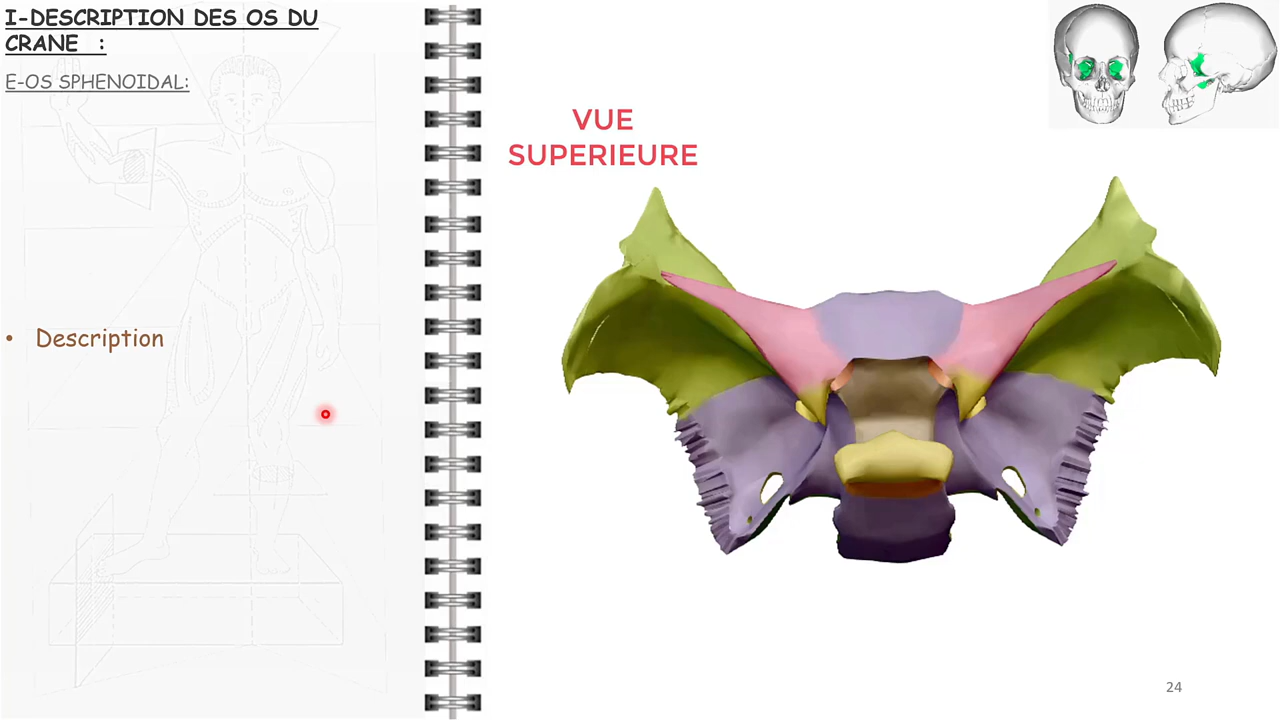 I-DESCRIPTION DES OS DU
CRANE :
E-OS SPHENOIDAL:
VUE
SUPERIEURE
• Description
24